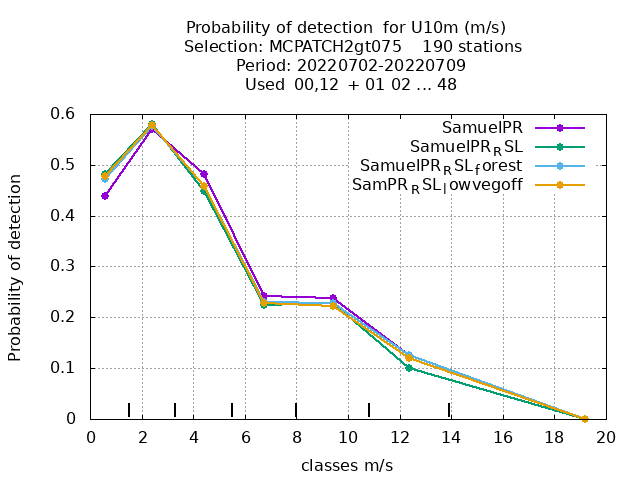 Probability of detection for U10m (m/s)
Selection: MCPATCH2gt075 190 stations
Period: 20220702-20220709
Used 00,12 + 01 02 ... 48
SamuelPR
SamuelPR_RSL
SamuelPR_RSL_forest
SamPR_RSL_lowvegoff
Probability of detection
0.6
0.5
0.4
0.3
0.2
0.1
0
0 2 4 6 8 10 12 14 16 18 20
classes m/s